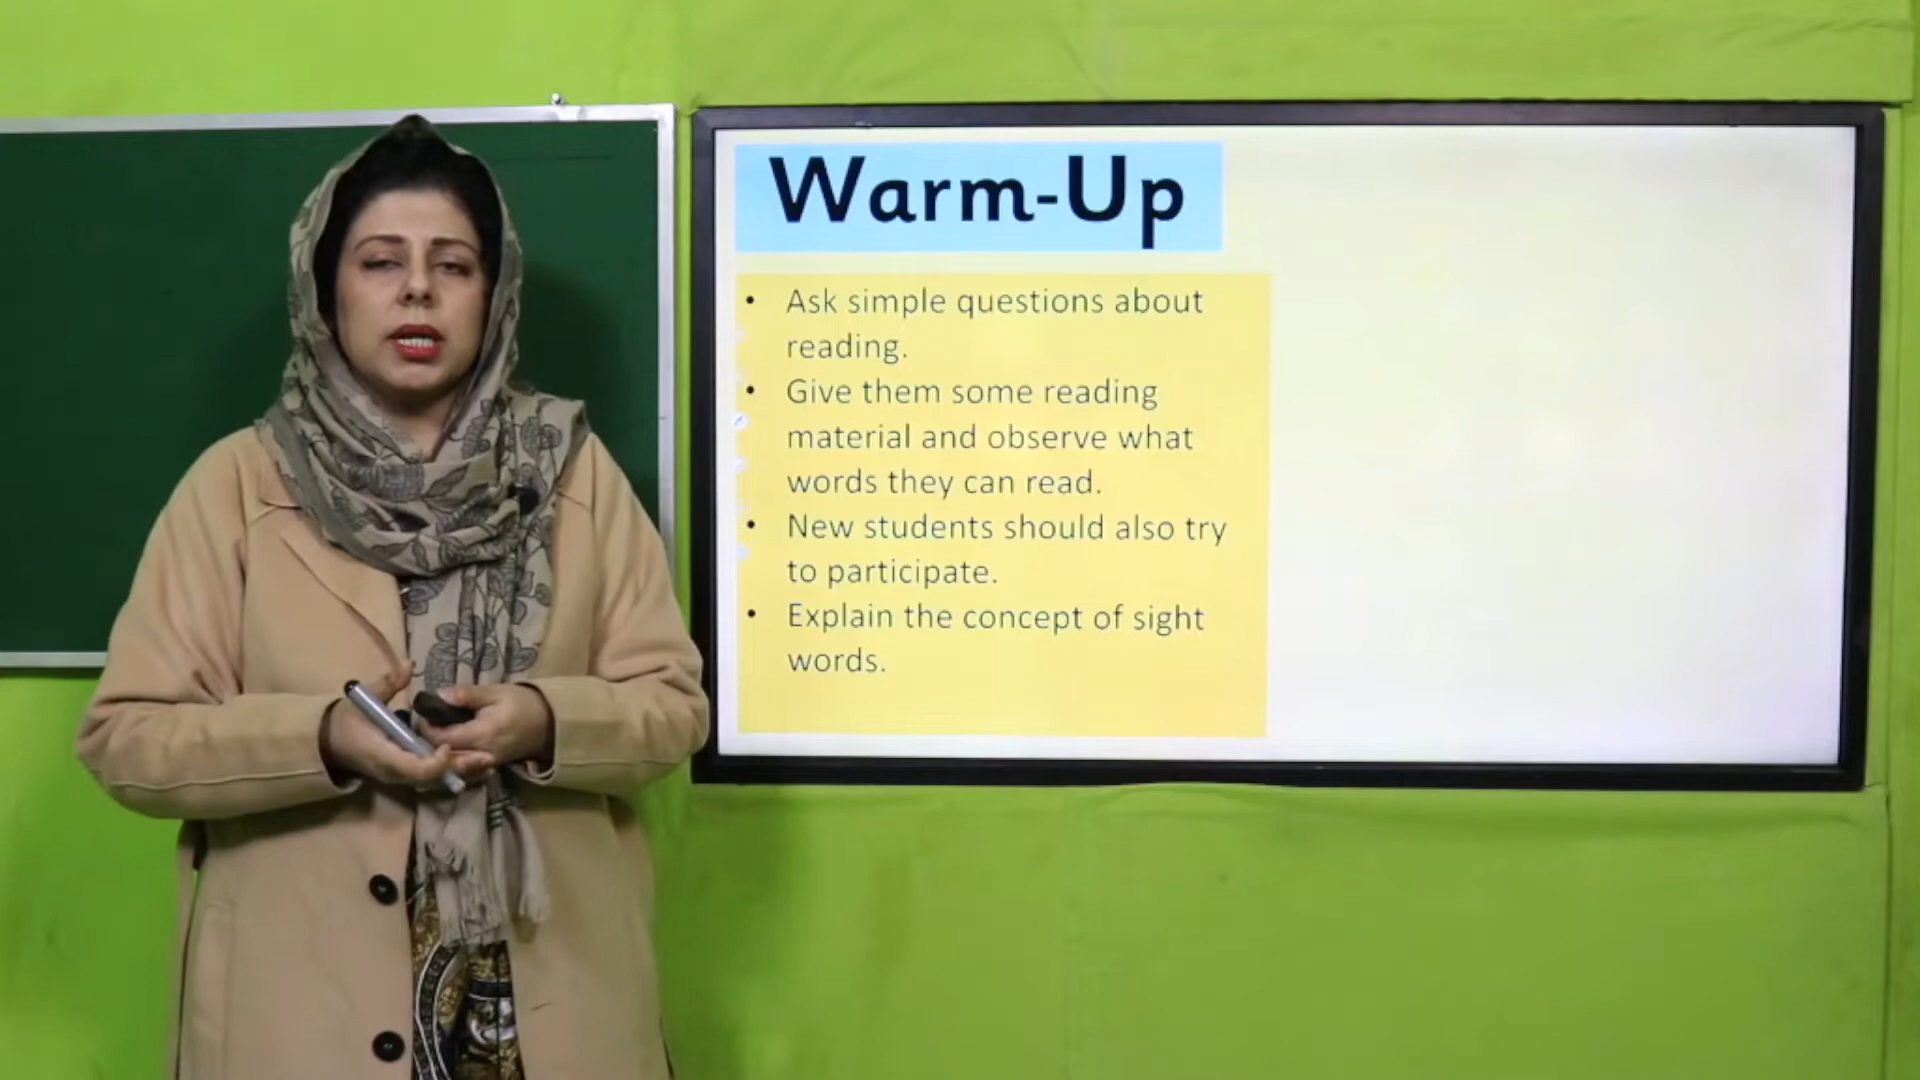 Warm-Up
• Ask simple questions about
reading.
• Give them some reading
material and observe what
words they can read.
• New students should also try
to participate.
• Explain the concept of sight
words.